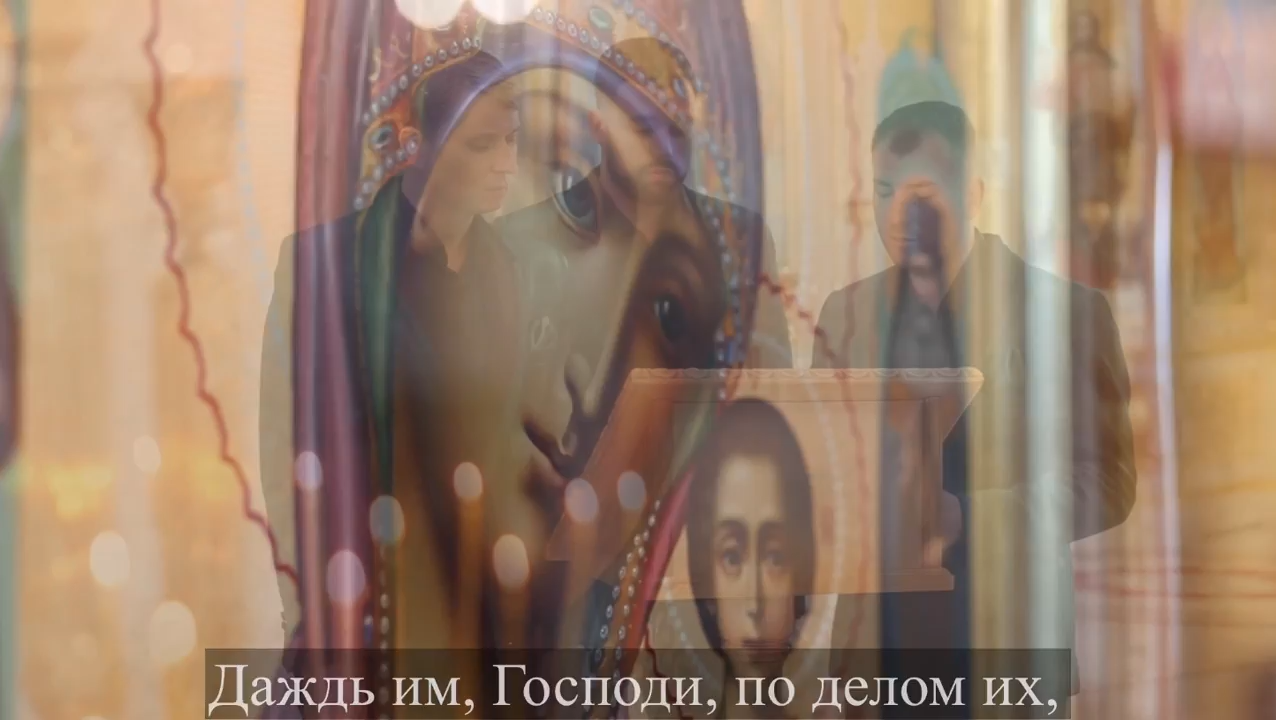 Даждь им, Господи, по делом их,